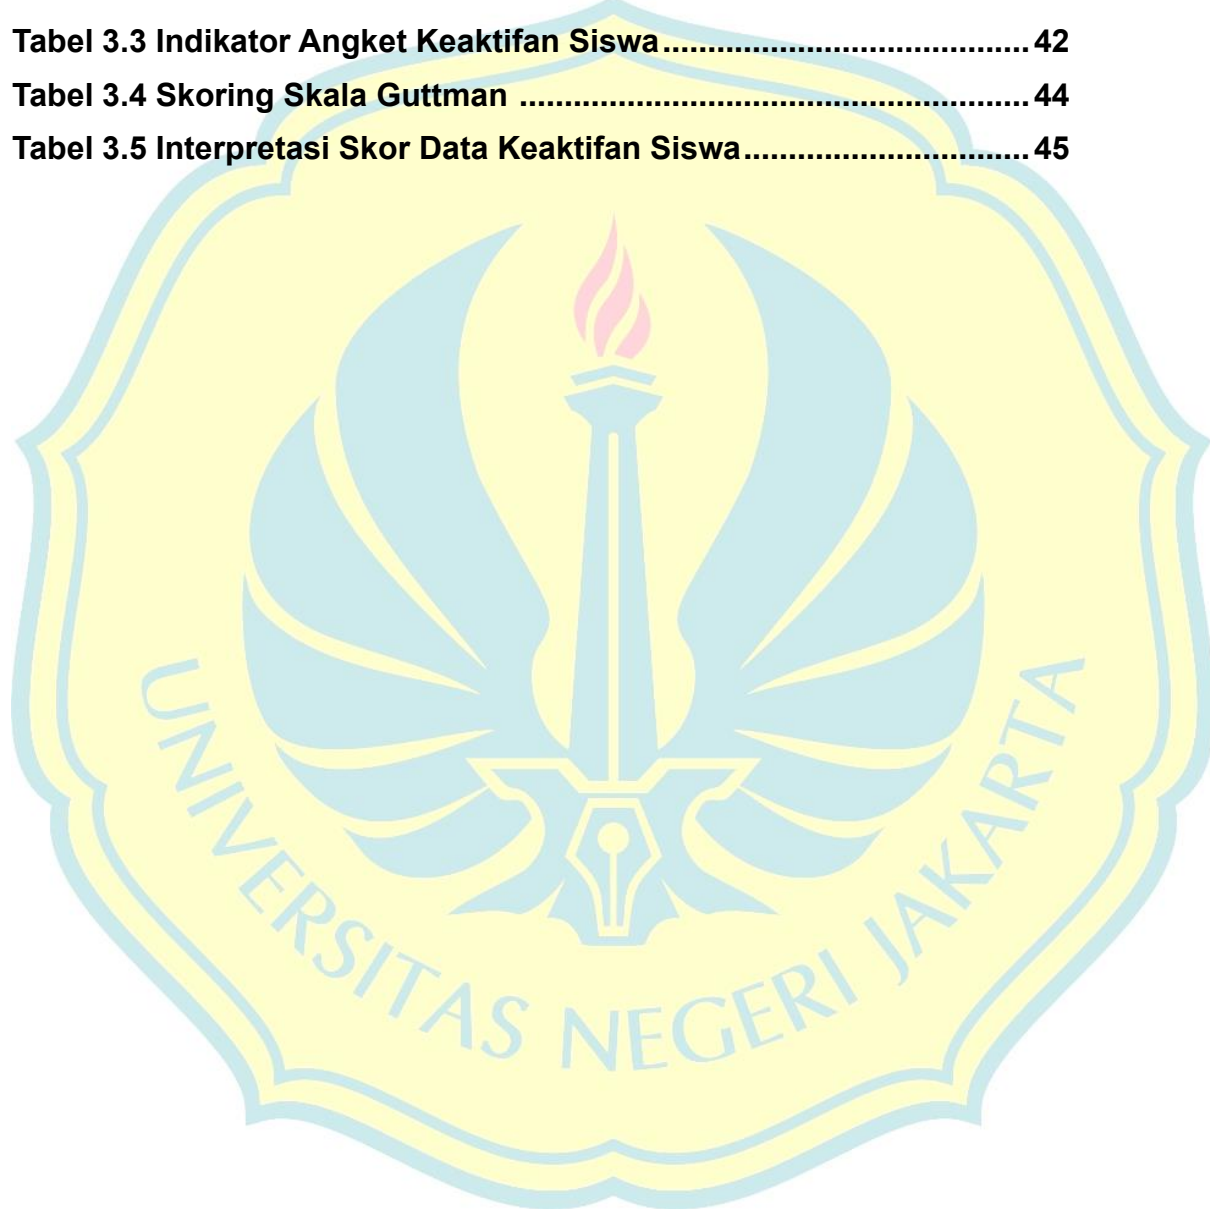 Tabel 3.3 Indikator Angket Keaktifan Siswa......................................... 42
Tabel 3.4 Skoring Skala Guttman ......................................................... 44
Tabel 3.5 Interpretasi Skor Data Keaktifan Siswa................................ 45
UNIVERSITAS NEGERI JAKARTA